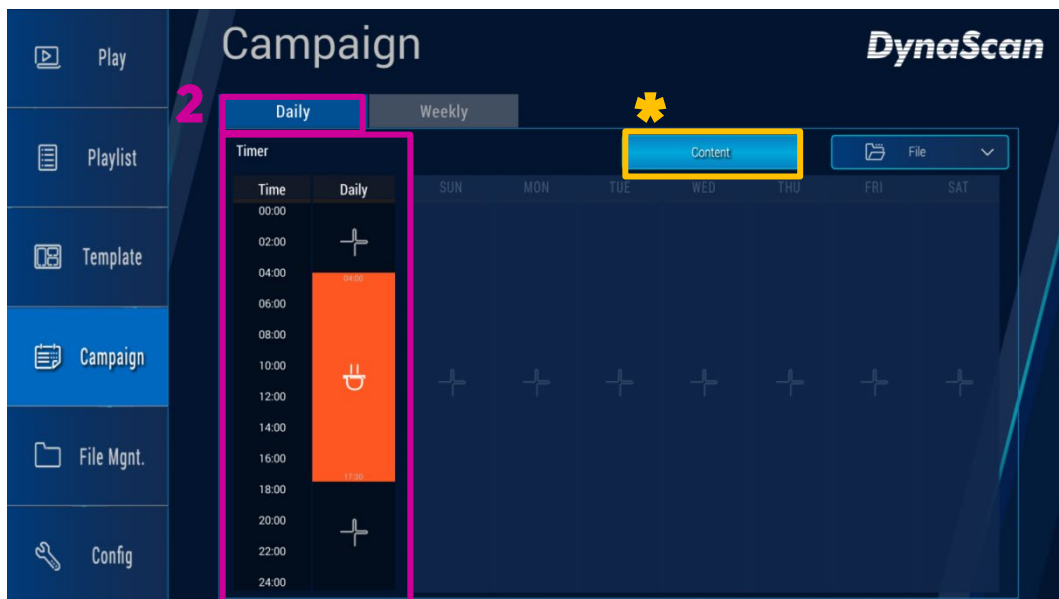 Play
Playlist
Template
Campaign
File Mgnt.
Config
Campaign
DynaScan
2
Daily
Weekly
*
Timer
Content
File
Time Daily SUN MON TUE WED THU FRI SAT
00:00
02:00
04:00
04:00
06:00
08:00
10:00
12:00
14:00
16:00
17:30
18:00
20:00
22:00
24:00